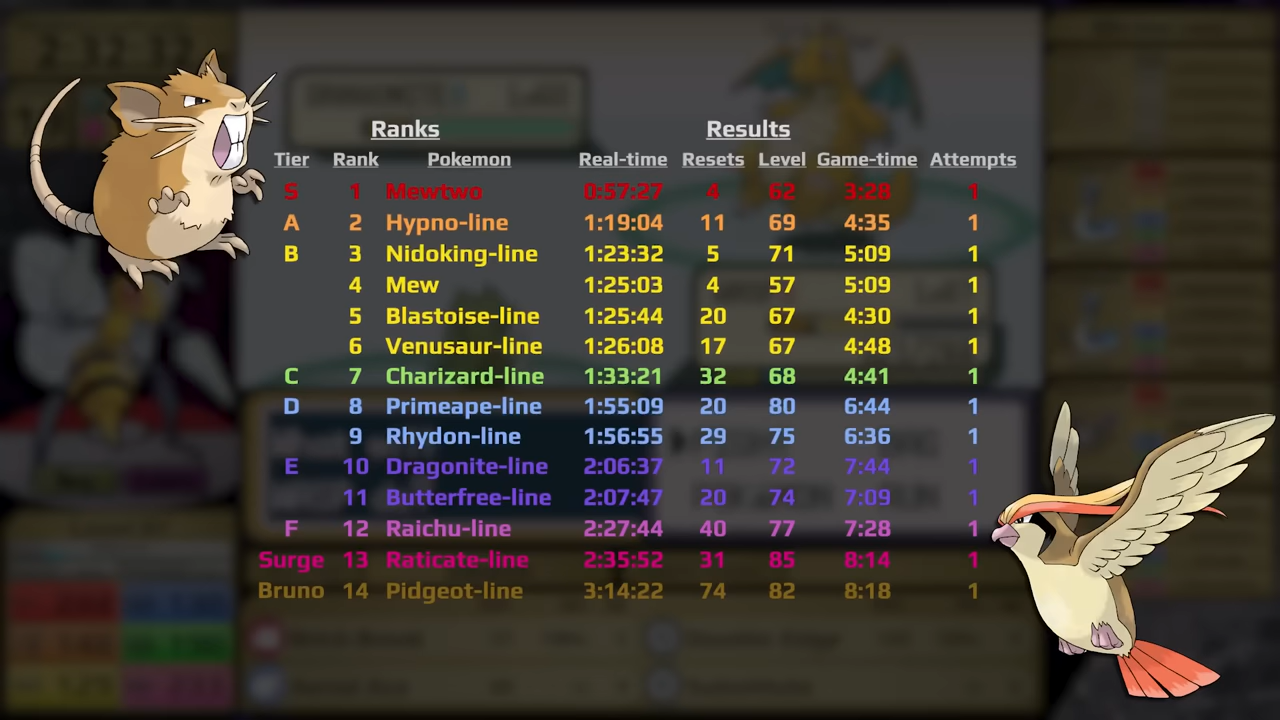 Ranks Results
Tier Rank Pokemon Real-time Resets Level Game-time Attempts
S 1 Mewtwo 0:57:27 4 62 3:28 1
A 2 Hypno-line 1:19:04 11 69 4:35 1
B 3 Nidoking-line 1:23:32 5 71 5:09 1
4 Mew 1:25:03 4 57 5:09 1
5 Blastoise-line 1:25:44 20 67 4:30 1
6 Venusaur-line 1:26:08 17 67 4:48 1
C 7 Charizard-line 1:33:21 32 68 4:41 1
D 8 Primeape-line 1:55:09 20 80 6:44 1
9 Rhydon-line 1:56:55 29 75 6:36 1
E 10 Dragonite-line 2:06:37 11 72 7:44 1
11 Butterfree-line 2:07:47 20 74 7:09 1
F 12 Raichu-line 2:27:44 40 77 7:28 1
Surge 13 Raticate-line 2:35:52 31 85 8:14 1
Bruno 14 Pidgeot-line 3:14:22 74 82 8:18 1